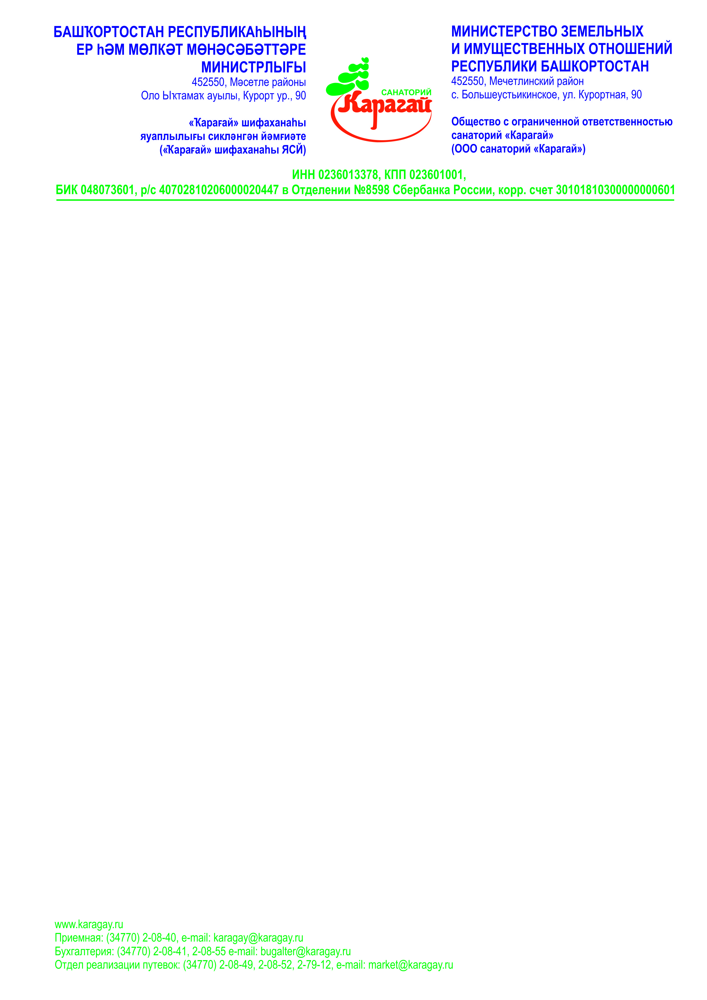 БАШҠОРТОСТАН РЕСПУБЛИКАһЫНЫҢ
ЕР һӘМ МӨЛКӘТ МӨНӘСӘБӘТТӘРЕ
МИНИСТРЛЫҒЫ
452550, Мәсетле районы
Оло Ыҡтамаҡ ауылы, Курорт ур., 90
«Ҡарағай» шифаханаһы
яуаплылығы сикләнгән йәмғиәте
(«Ҡарағай» шифаханаһы ЯСЙ)
САНАТОРИЙ
Карагай
МИНИСТЕРСТВО ЗЕМЕЛЬНЫХ
И ИМУЩЕСТВЕННЫХ ОТНОШЕНИЙ
РЕСПУБЛИКИ БАШКОРТОСТАН
452550, Мечетлинский район
с. Большеустьикинское, ул. Курортная, 90
Общество с ограниченной ответственностью
санаторий «Карагай»
(ООО санаторий «Карагай»)
ИНН 0236013378, КПП 023601001,
БИК 048073601, р/с 40702810206000020447 в Отделении №8598 Сбербанка России, корр. счет 30101810300000000601
www.karagay.ru
Приемная: (34770) 2-08-40, e-mail: karagay@karagay.ru
Бухгалтерия: (34770) 2-08-41, 2-08-55 e-mail: bugalter@karagay.ru
Отдел реализации путевок: (34770) 2-08-49, 2-08-52, 2-79-12, e-mail: market@karagay.ru